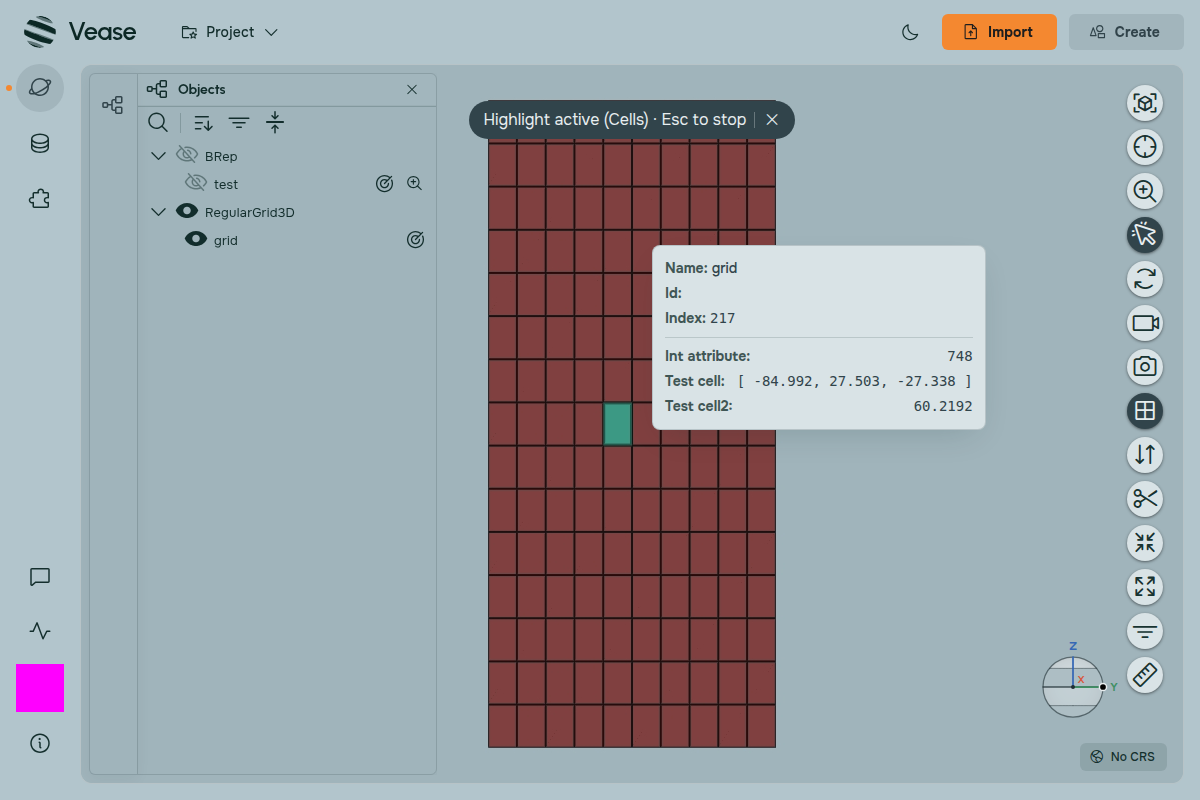 Vease
Project
Import
Create
Objects
Highlight active (Cells) · Esc to stop
BRep
test
RegularGrid3D
grid
Name: grid
Id:
Index: 217
Int attribute: 748
Test cell: [ -84.992, 27.503, -27.338 ]
Test cell2: 60.2192
Z
X
Y
No CRS